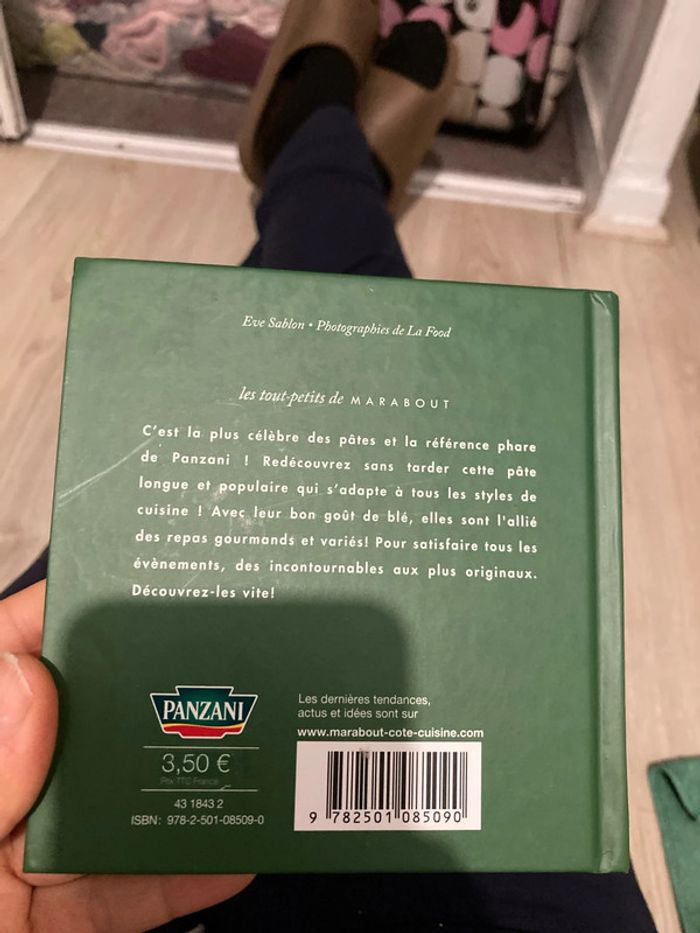 Eve Sablon • Photographies de La Food
les tout-petits de MARABOUT
C'est la plus célèbre des pâtes et la référence phare
de Panzani ! Redécouvrez sans tarder cette pâte
longue et populaire qui s'adapte à tous les styles de
cuisine ! Avec leur bon goût de blé, elles sont l'allié
des repas gourmands et variés! Pour satisfaire tous les
évènements, des incontournables aux plus originaux.
Découvrez-les vite!
PANZANI
3,50 €
Prix TTC France
43 1843 2
ISBN: 978-2-501-08509-0
Les dernières tendances,
actus et idées sont sur
www.marabout-cote-cuisine.com
9 782501 085090